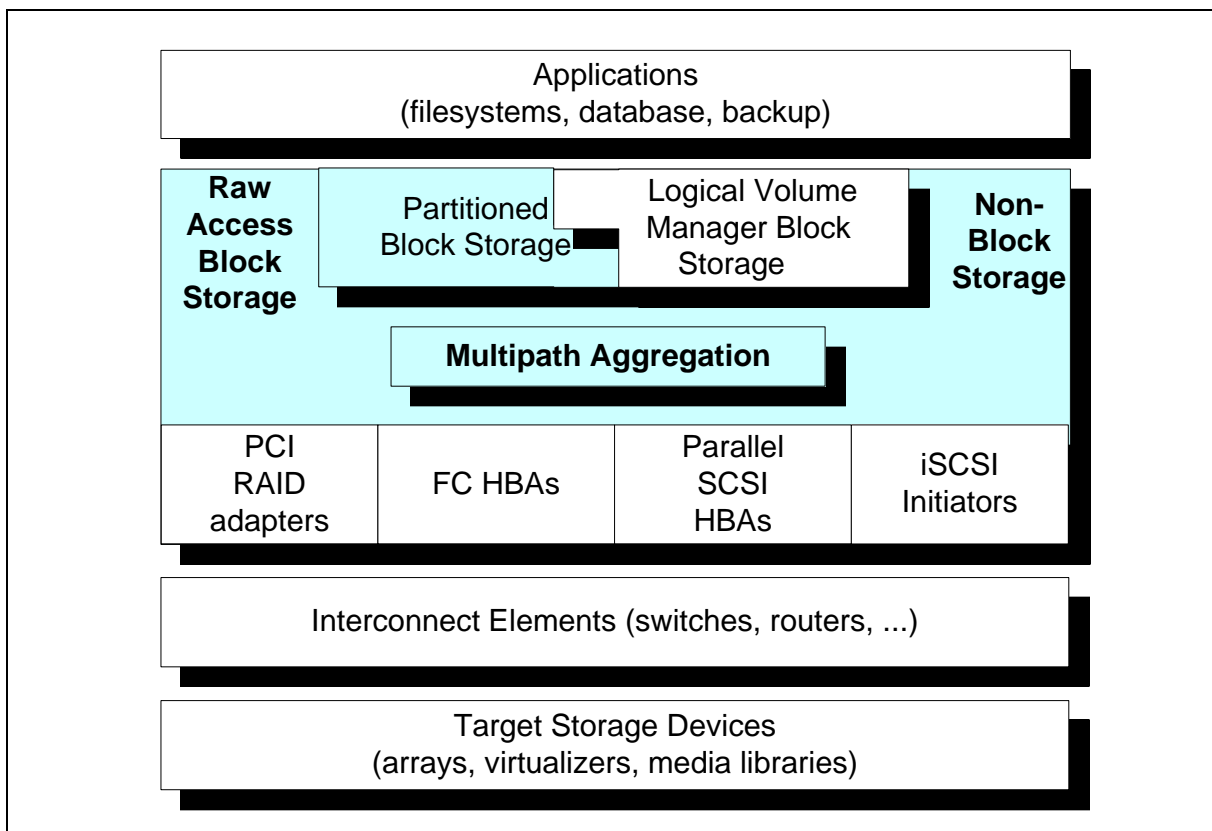 Applications
(filesystems, database, backup)
Raw
Access
Block
Storage
Partitioned
Block Storage
Logical Volume
Manager Block
Storage
Non-
Block
Storage
Multipath Aggregation
PCI
RAID
adapters
FC HBAs
Parallel
SCSI
HBAs
iSCSI
Initiators
Interconnect Elements (switches, routers, ...)
Target Storage Devices
(arrays, virtualizers, media libraries)